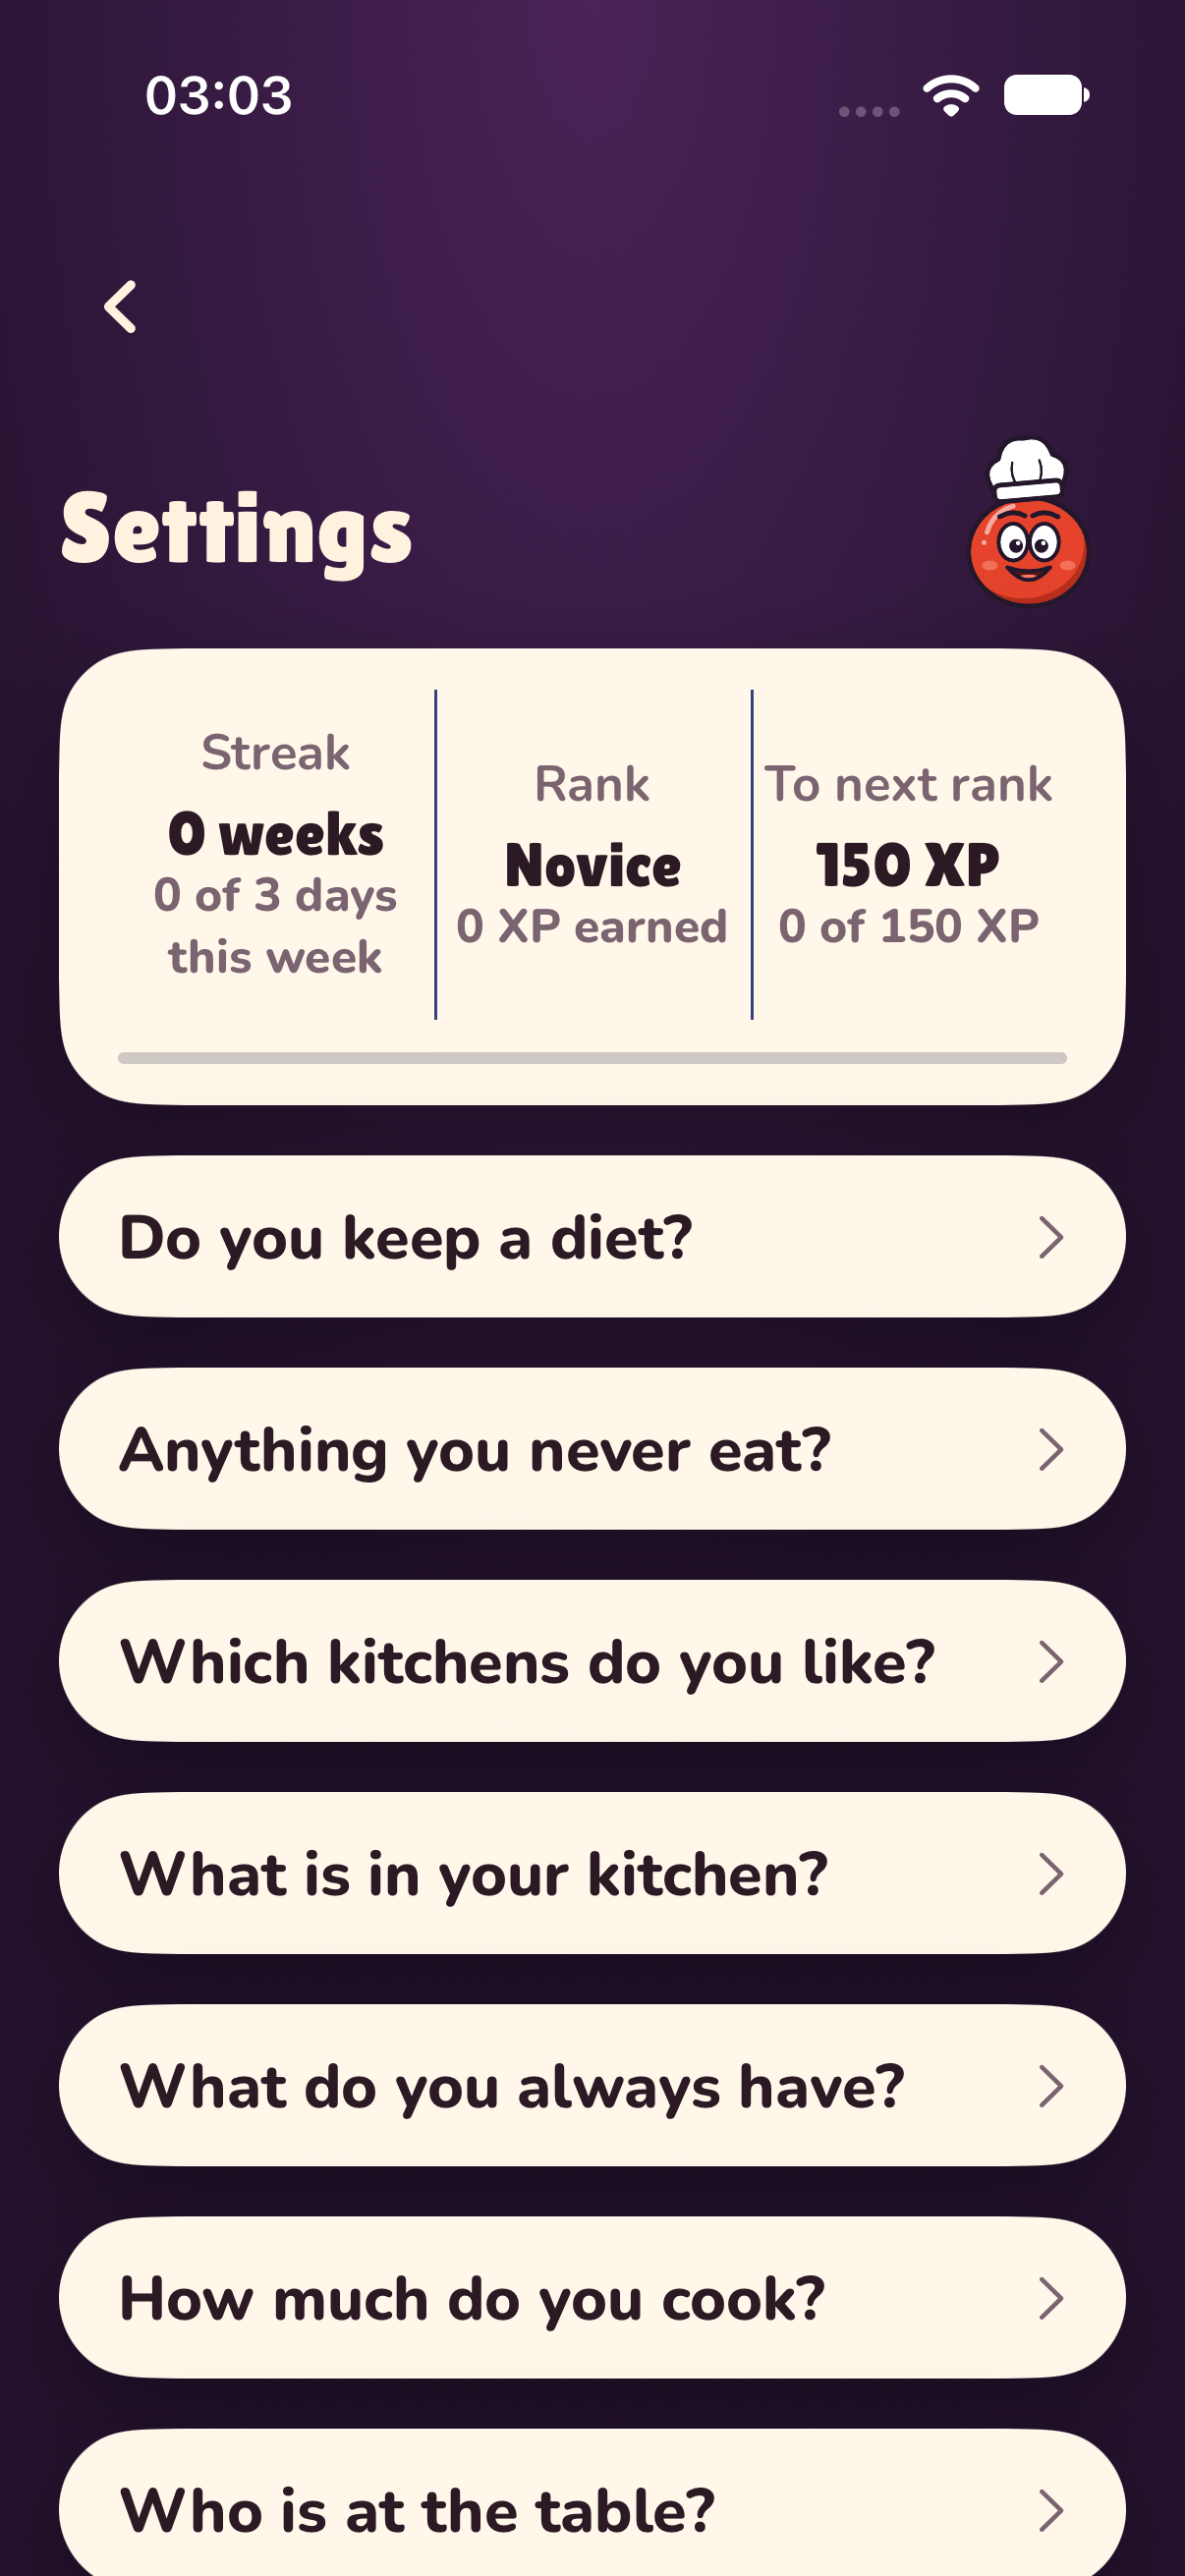 03:03
Settings
Streak
0 weeks
0 of 3 days
this week
Rank
Novice
0 XP earned
To next rank
150 XP
0 of 150 XP
Do you keep a diet?
Anything you never eat?
Which kitchens do you like?
What is in your kitchen?
What do you always have?
How much do you cook?
Who is at the table?